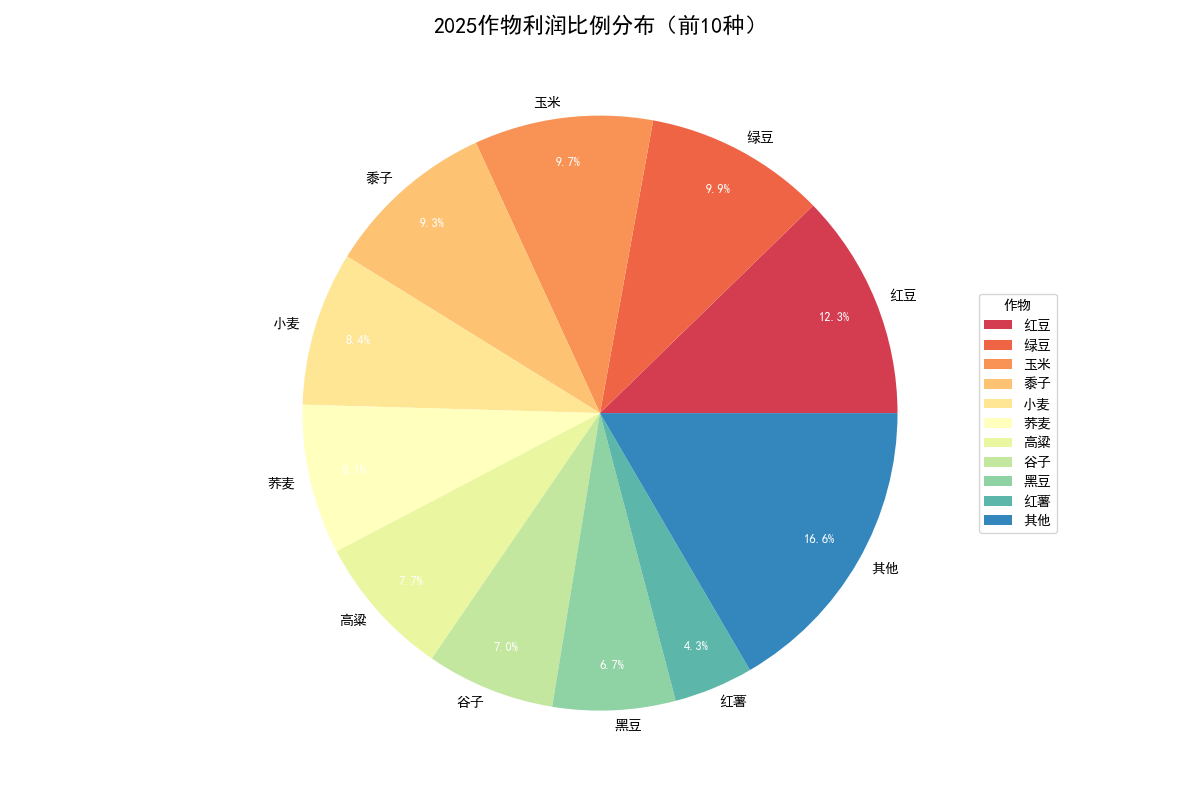 2025作物利润比例分布（前10种）
玉米
绿豆
9.7%
黍子
9.9%
9.3%
红豆
作物
小麦
12.3%
红豆
8.4%
绿豆
玉米
黍子
小麦
荞麦
荞麦
高粱
谷子
黑豆
红薯
其他
16.6%
其他
7.7%
高粱
7.0%
4.3%
6.7%
谷子
红薯
黑豆